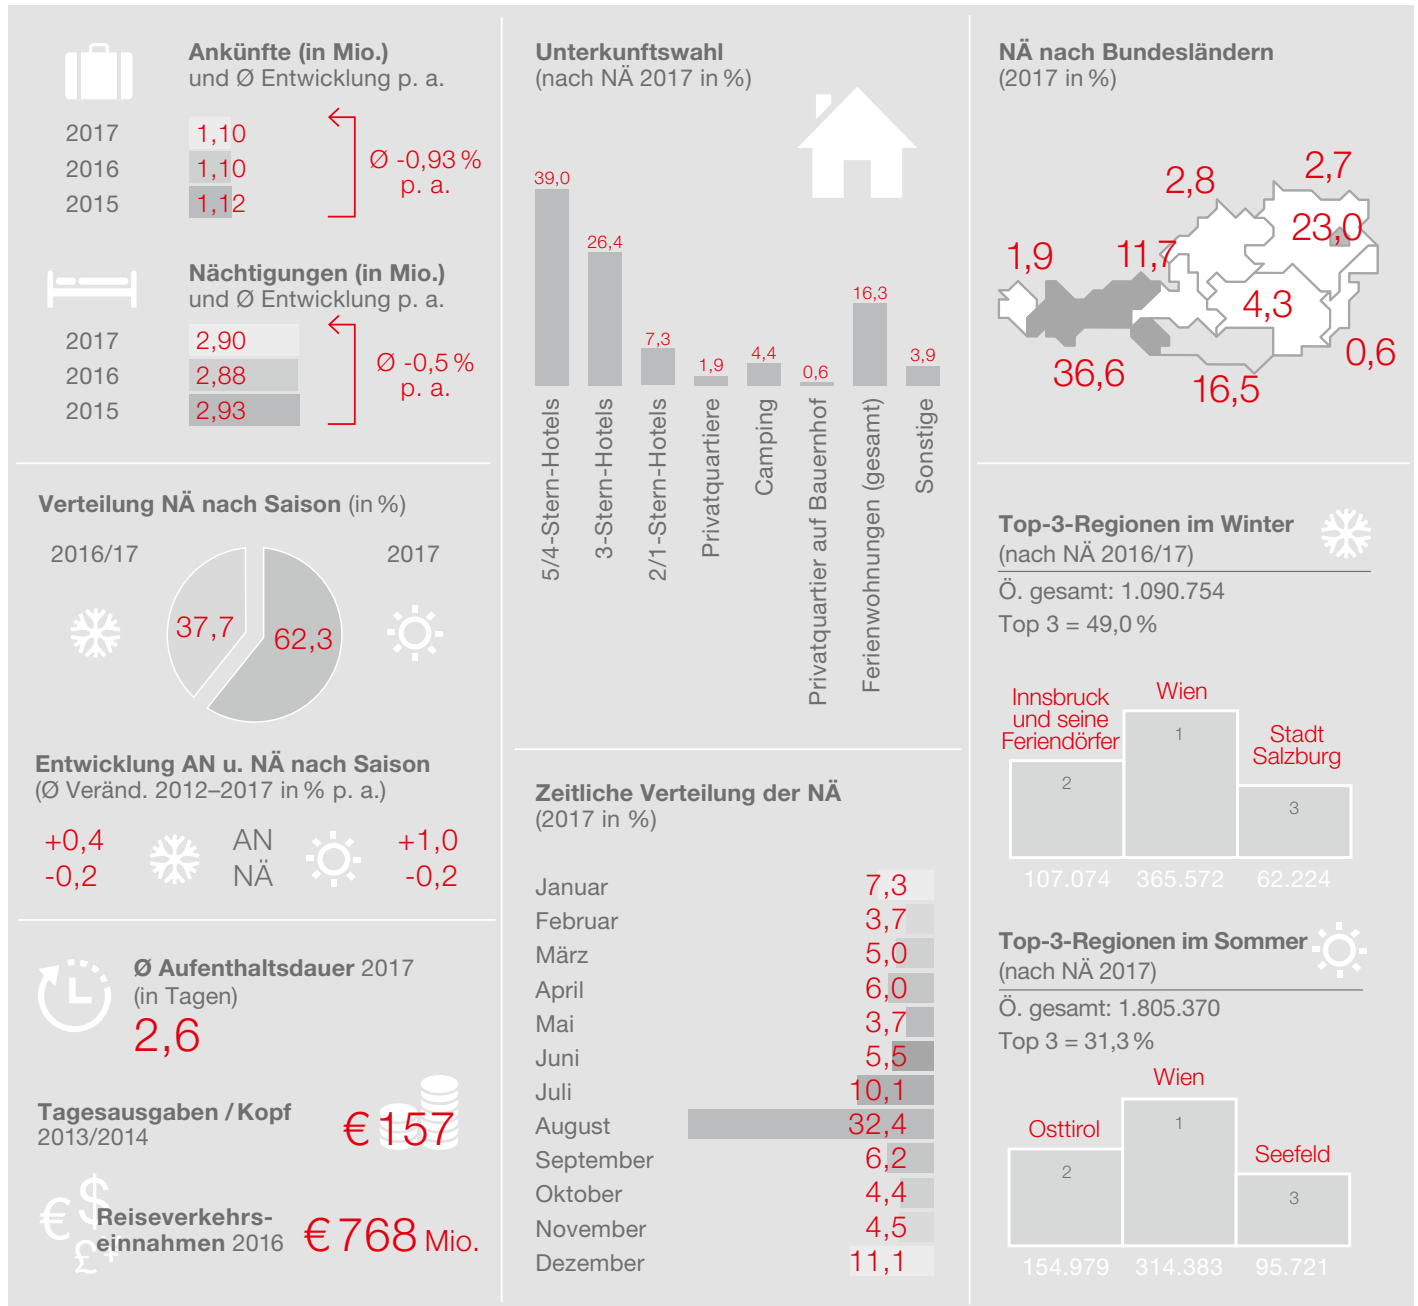 Ankünfte (in Mio.)
und Ø Entwicklung p. a.
2017 1,10
2016 1,10
2015 1,12
Ø -0,93 %
p. a.
Nächtigungen (in Mio.)
und Ø Entwicklung p. a.
2017 2,90
2016 2,88
2015 2,93
Ø -0,5 %
p. a.
Verteilung NÄ nach Saison (in %)
2016/17 2017
37,7 62,3
Entwicklung AN u. NÄ nach Saison
(Ø Veränd. 2012–2017 in % p. a.)
+0,4 AN +1,0
-0,2 NÄ -0,2
Ø Aufenthaltsdauer 2017
(in Tagen)
2,6
Tagesausgaben / Kopf
2013/2014
€ 157
€ $ £ ¥
Reiseverkehrs-
einnahmen 2016
€ 768 Mio.
Unterkunftswahl
(nach NÄ 2017 in %)
39,0
26,4
7,3
1,9
4,4
0,6
16,3
3,9
5/4-Stern-Hotels
3-Stern-Hotels
2/1-Stern-Hotels
Privatquartiere
Camping
Privatquartier auf Bauernhof
Ferienwohnungen (gesamt)
Sonstige
Zeitliche Verteilung der NÄ
(2017 in %)
Januar 7,3
Februar 3,7
März 5,0
April 6,0
Mai 3,7
Juni 5,5
Juli 10,1
August 32,4
September 6,2
Oktober 4,4
November 4,5
Dezember 11,1
NÄ nach Bundesländern
(2017 in %)
2,7
2,8
23,0
1,9
11,7
4,3
0,6
36,6
16,5
Top-3-Regionen im Winter
(nach NÄ 2016/17)
Ö. gesamt: 1.090.754
Top 3 = 49,0 %
Innsbruck
und seine
Feriendörfer
Wien
Stadt
Salzburg
2 1 3
107.074 365.572 62.224
Top-3-Regionen im Sommer
(nach NÄ 2017)
Ö. gesamt: 1.805.370
Top 3 = 31,3 %
Osttirol
Wien
Seefeld
2 1 3
154.979 314.383 95.721